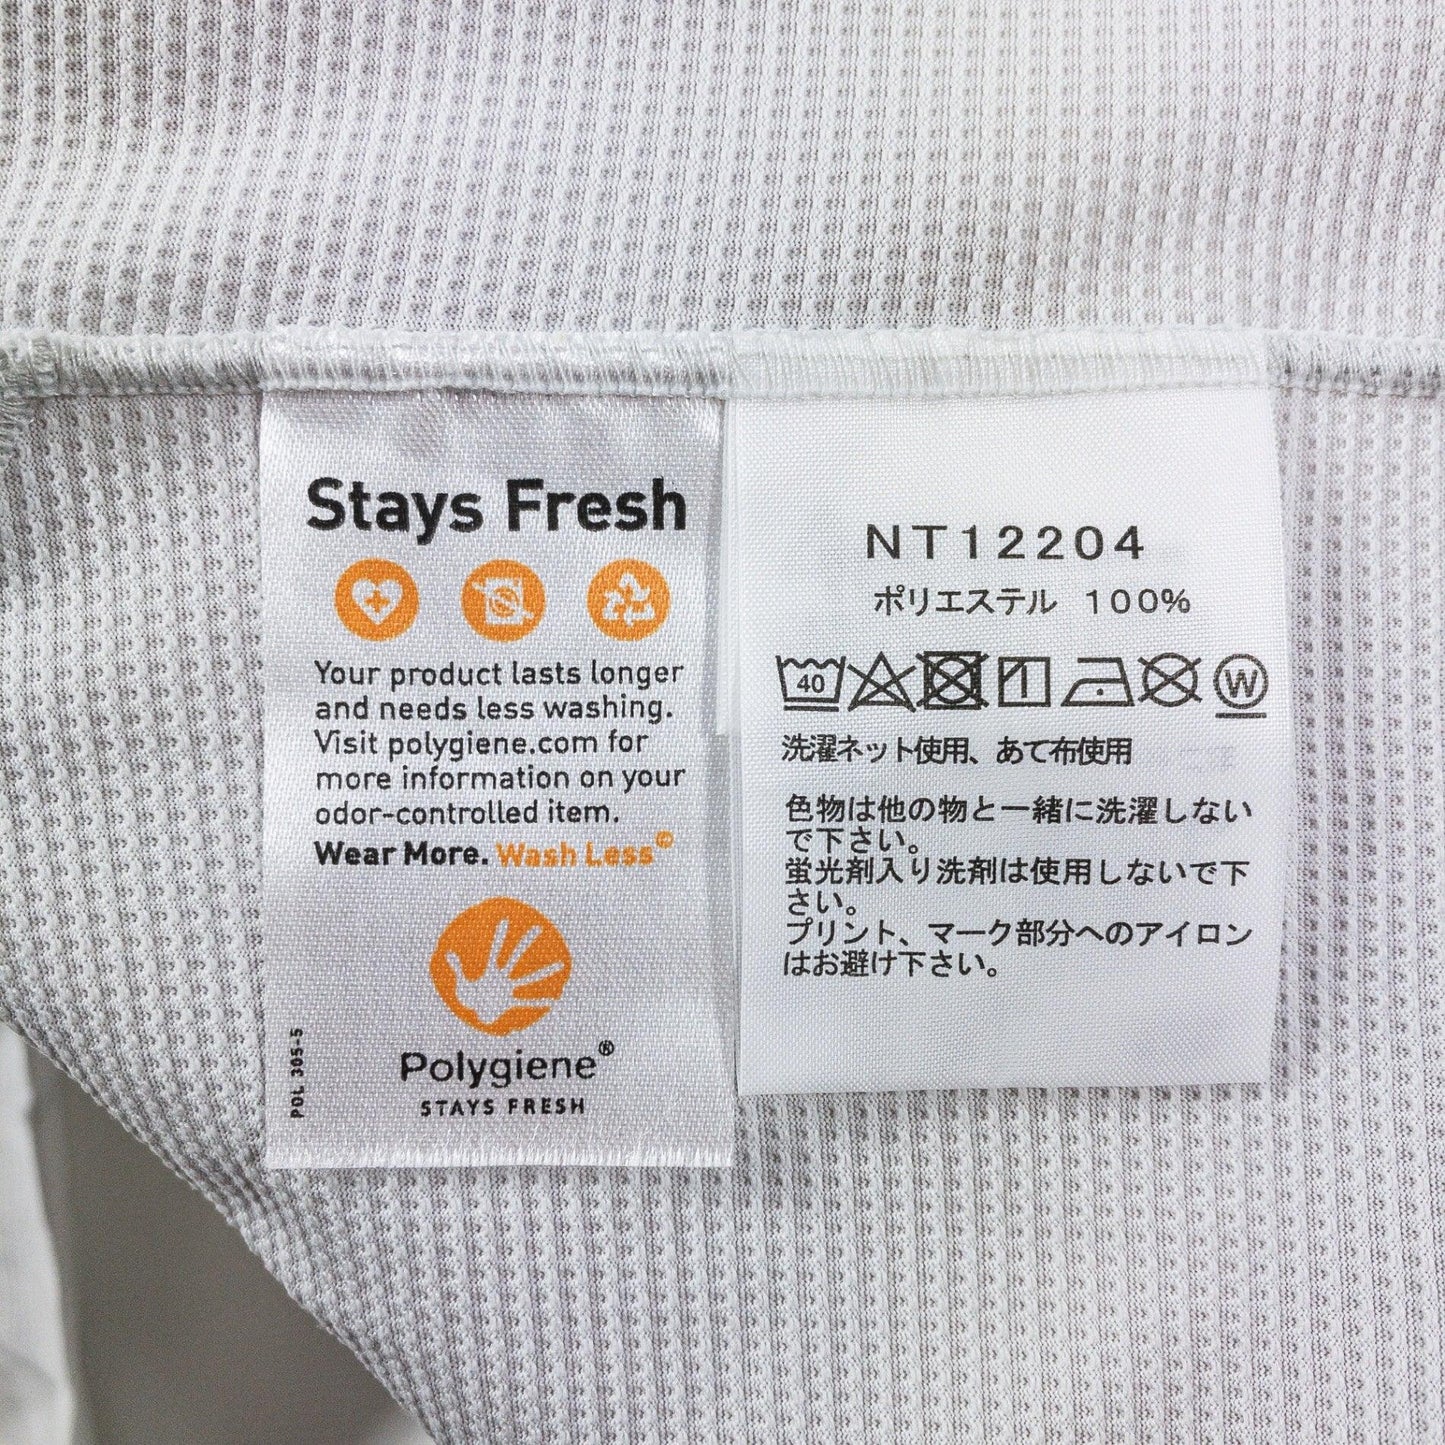 Stays Fresh
Your product lasts longer
and needs less washing.
Visit polygiene.com for
more information on your
odor-controlled item.
Wear More. Wash Less©
Polygiene®
STAYS FRESH
POL 305-5
NT12204
ポリエステル 100%
40
W
洗濯ネット使用、あて布使用
色物は他の物と一緒に洗濯しない
で下さい。
蛍光剤入り洗剤は使用しないで下
さい。
プリント、マーク部分へのアイロン
はお避け下さい。